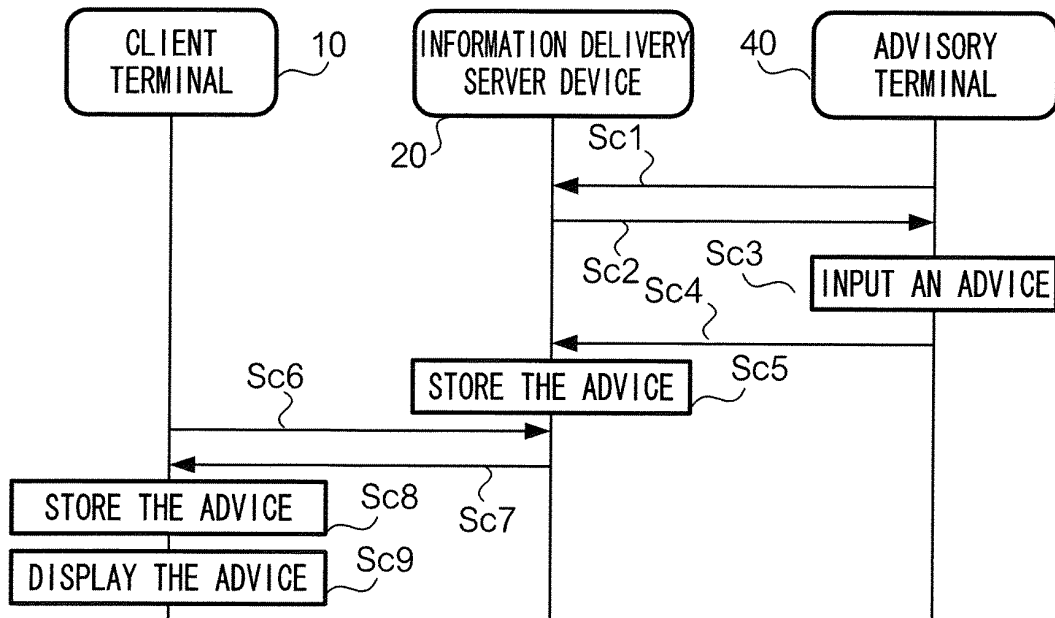 CLIENT
TERMINAL
10
INFORMATION DELIVERY
SERVER DEVICE
20
40
ADVISORY
TERMINAL
Sc1
Sc2
Sc3
INPUT AN ADVICE
Sc4
STORE THE ADVICE
Sc5
Sc6
Sc7
STORE THE ADVICE
Sc8
DISPLAY THE ADVICE
Sc9